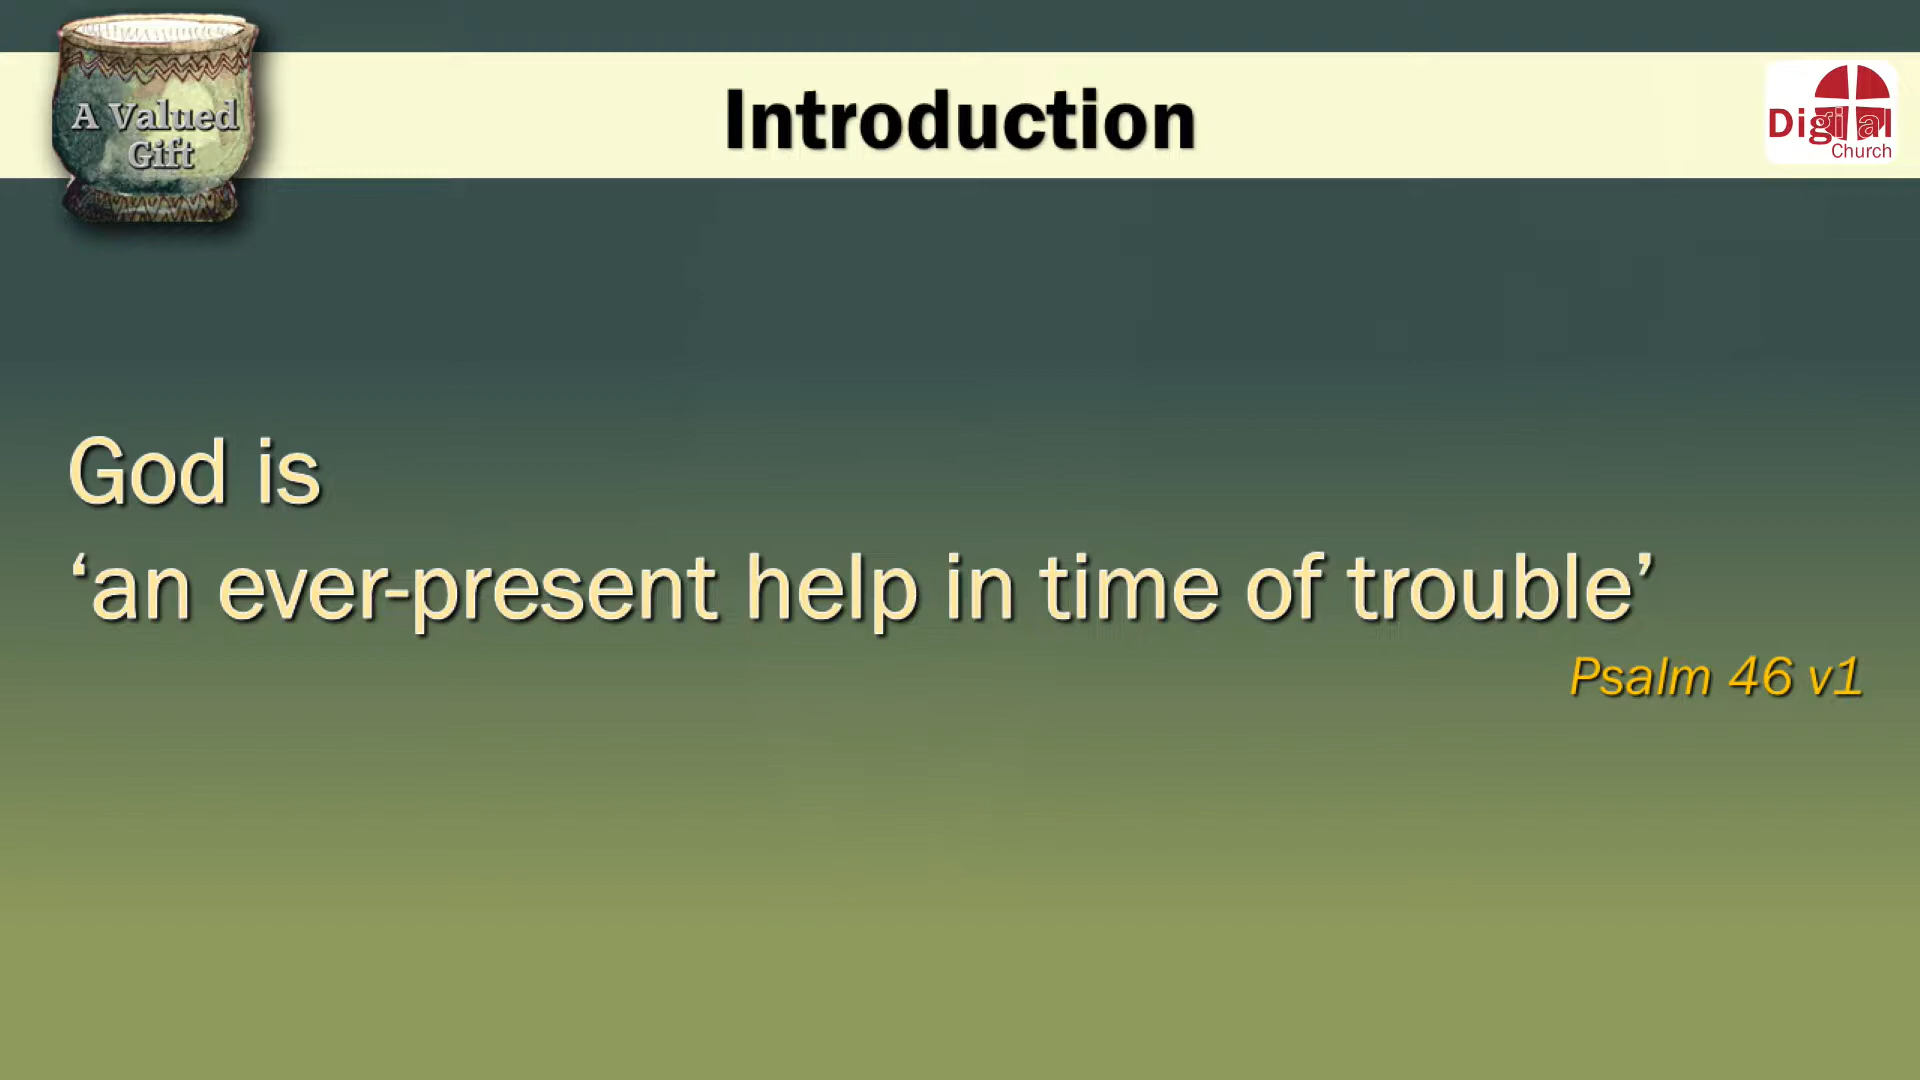 A Valued
Gift
Introduction
Digital
Church
God is
‘an ever-present help in time of trouble’
Psalm 46 v1